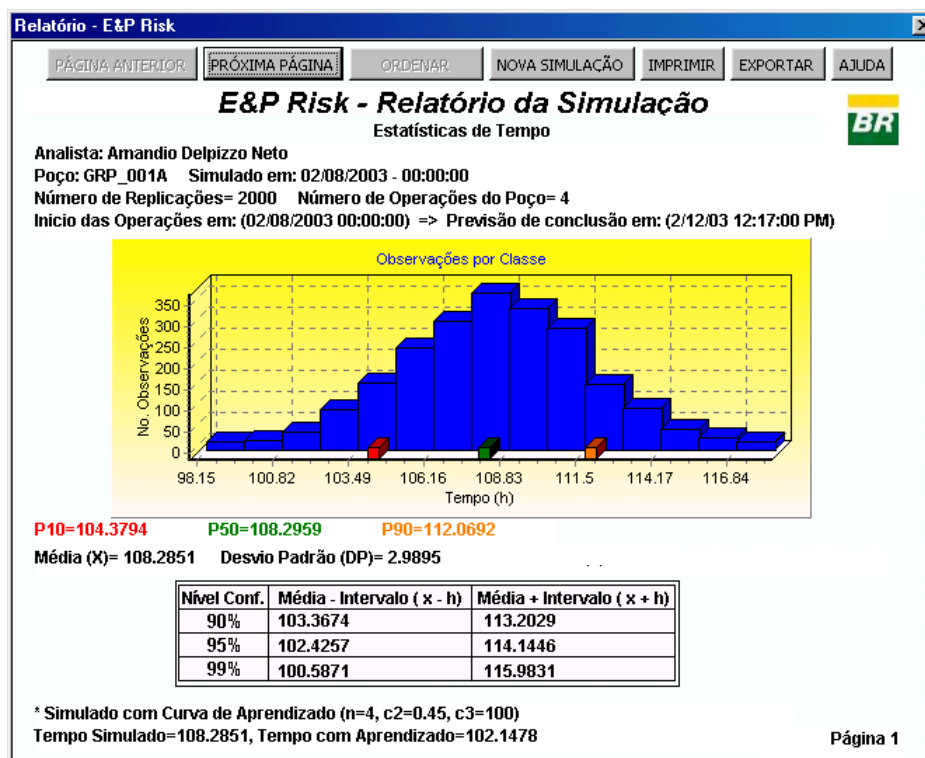 Relatório - E&P Risk
PÁGINA ANTERIOR PRÓXIMA PÁGINA ORDENAR NOVA SIMULAÇÃO IMPRIMIR EXPORTAR AJUDA
E&P Risk - Relatório da Simulação
BR
Estatísticas de Tempo
Analista: Amandio Delpizzo Neto
Poço: GRP_001A Simulado em: 02/08/2003 - 00:00:00
Número de Replicações= 2000 Número de Operações do Poço= 4
Inicio das Operações em: (02/08/2003 00:00:00) => Previsão de conclusão em: (2/12/03 12:17:00 PM)
Observações por Classe
No. Observações
350
300
250
200
150
100
50
0
98.15 100.82 103.49 106.16 108.83 111.5 114.17 116.84
Tempo (h)
P10=104.3794 P50=108.2959 P90=112.0692
Média (X)= 108.2851 Desvio Padrão (DP)= 2.9895
Nível Conf. Média - Intervalo ( x - h) Média + Intervalo ( x + h)
90% 103.3674 113.2029
95% 102.4257 114.1446
99% 100.5871 115.9831
* Simulado com Curva de Aprendizado (n=4, c2=0.45, c3=100)
Tempo Simulado=108.2851, Tempo com Aprendizado=102.1478
Página 1